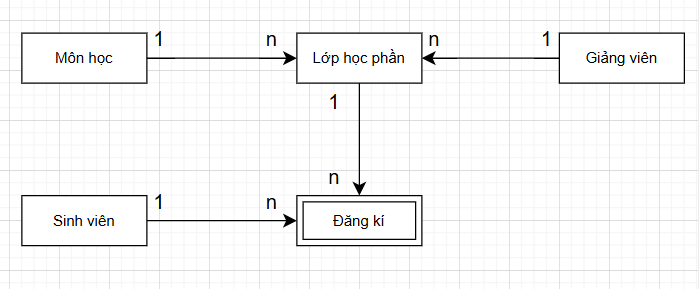 1 n n 1
Môn học Lớp học phần Giảng viên
1
n
1 n
Sinh viên Đăng kí